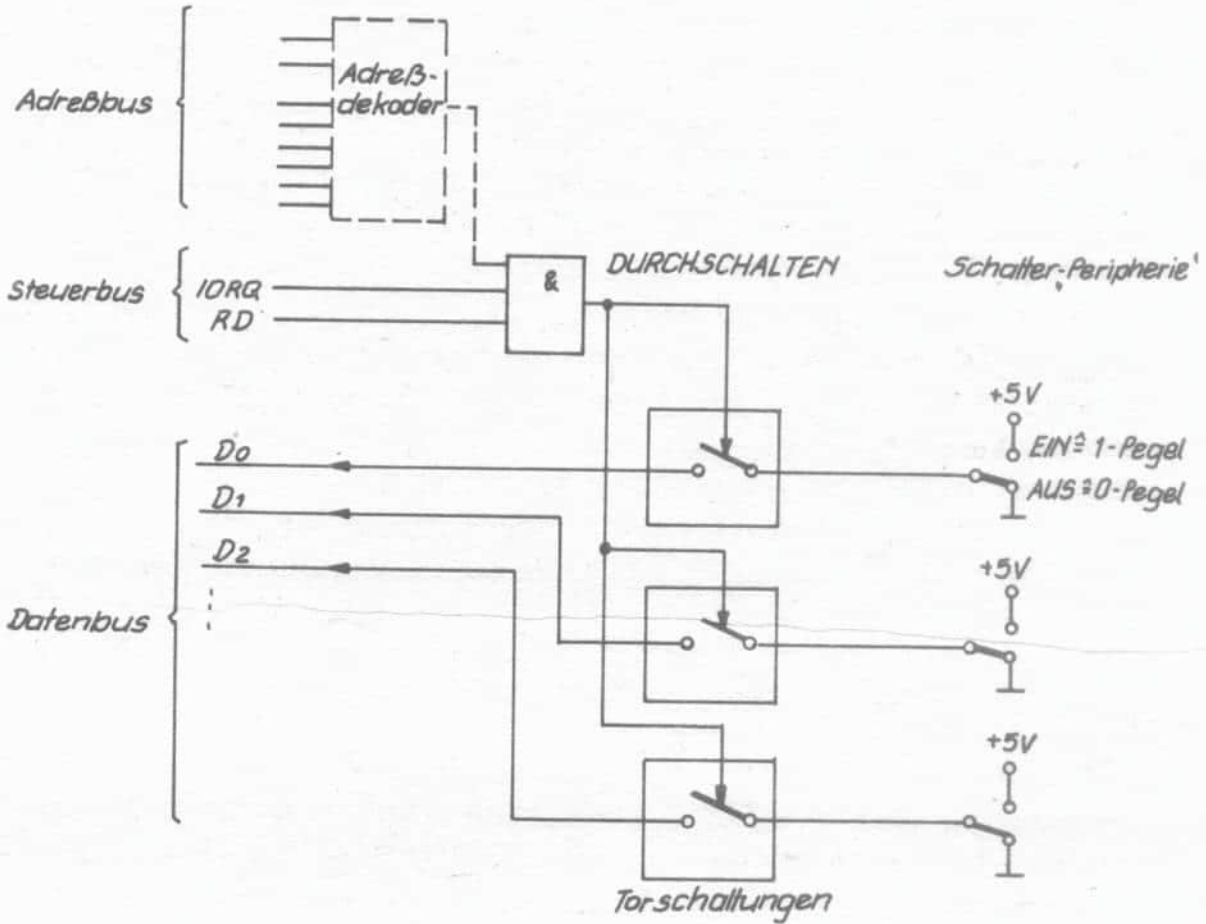 Adreßbus
Adreß-
dekoder
Steuerbus
IORQ
RD
&
DURCHSCHALTEN
Schalter-„Peripherie'
+5V
EIN ≙ 1-Pegel
AUS ≙ 0-Pegel
Datenbus
D0
D1
D2
+5V
+5V
Torschaltungen